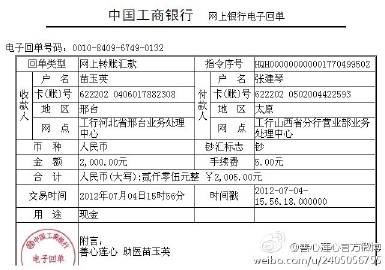 中国工商银行 网上银行电子回单
电子回单号码：0010-8409-6749-0132
回单类型 网上转账汇款 指令序号 HQH000000000001770499502
收款人 户名 苗玉英 付款人 户名 张建琴
卡(账)号 622202 0406017882308 卡(账)号 622202 0502004422593
地区 邢台 地区 太原
网点 工行河北省邢台业务处理中心 网点 工行山西省分行营业部业务处理中心
币种 人民币 钞汇标志 钞
金额 2,000.00元 手续费 5.00元
合计 人民币(大写)：贰仟零伍元整 ￥2,005.00元
交易时间 2012年07月04日15时56分 时间戳 2012-07-04-15.56.18.000000
用途 现金
附言：
善心莲心 助医苗玉英
电子回单
@善心莲心官方微博
weibo.com/u/2405056795